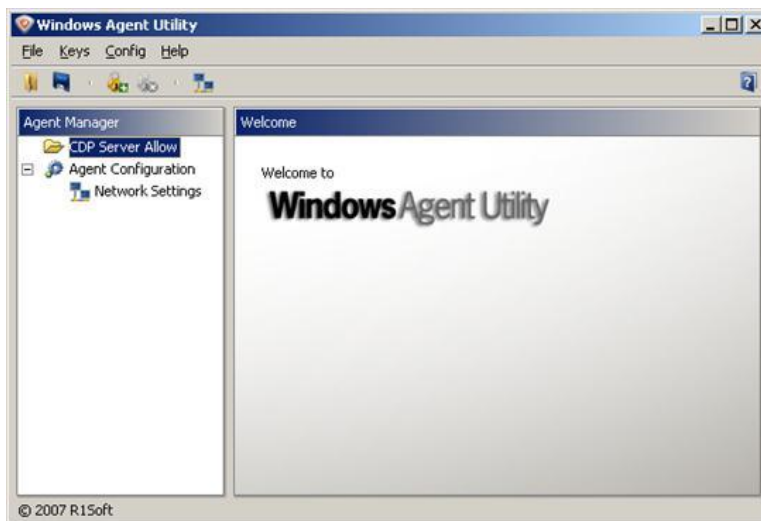 Windows Agent Utility
File Keys Config Help
Agent Manager
CDP Server Allow
Agent Configuration
Network Settings
Welcome
Welcome to
Windows Agent Utility
© 2007 R1Soft